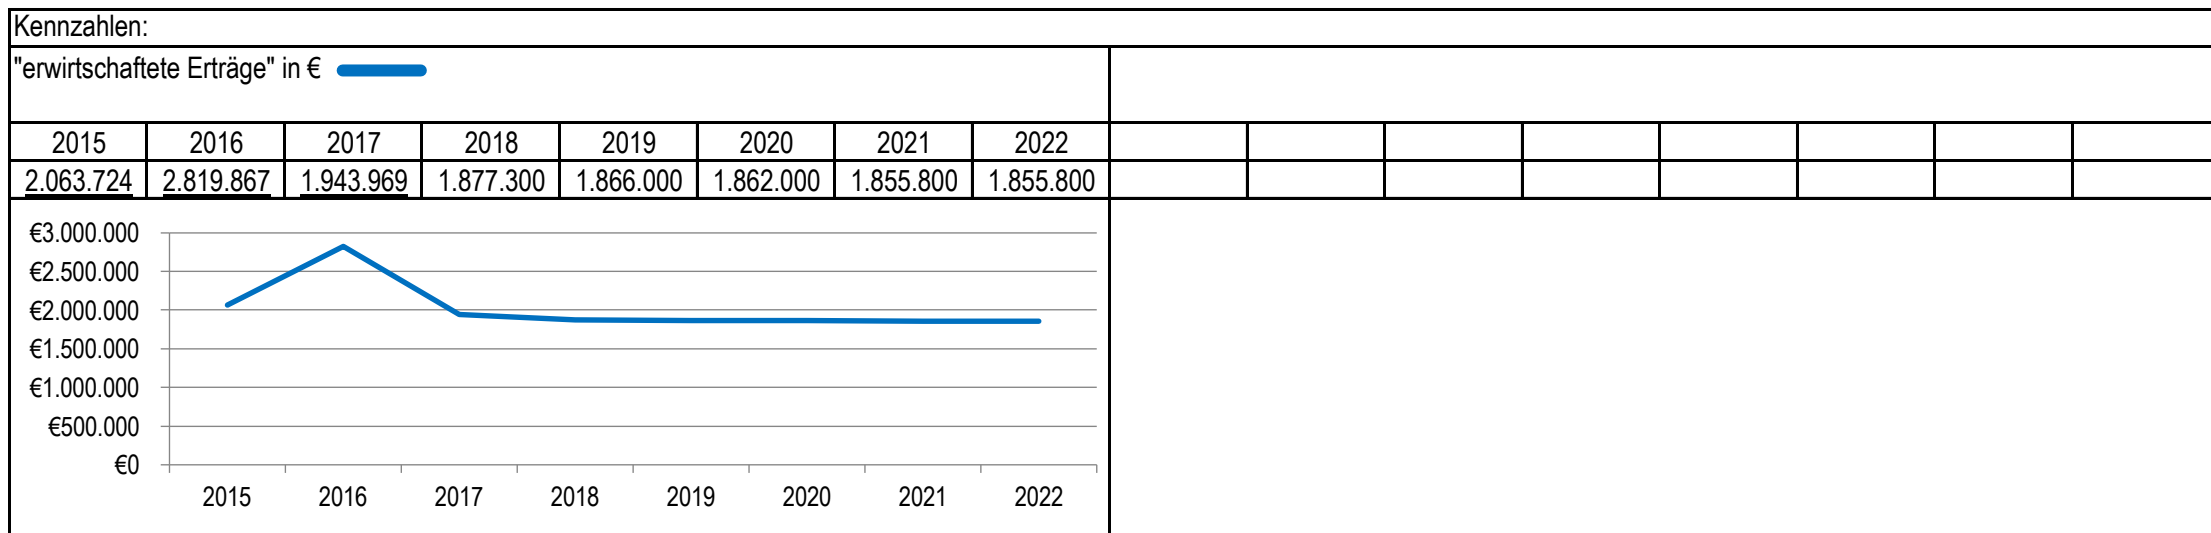 Kennzahlen:
"erwirtschaftete Erträge" in €
2015 2016 2017 2018 2019 2020 2021 2022
2.063.724 2.819.867 1.943.969 1.877.300 1.866.000 1.862.000 1.855.800 1.855.800
€3.000.000
€2.500.000
€2.000.000
€1.500.000
€1.000.000
€500.000
€0
2015 2016 2017 2018 2019 2020 2021 2022